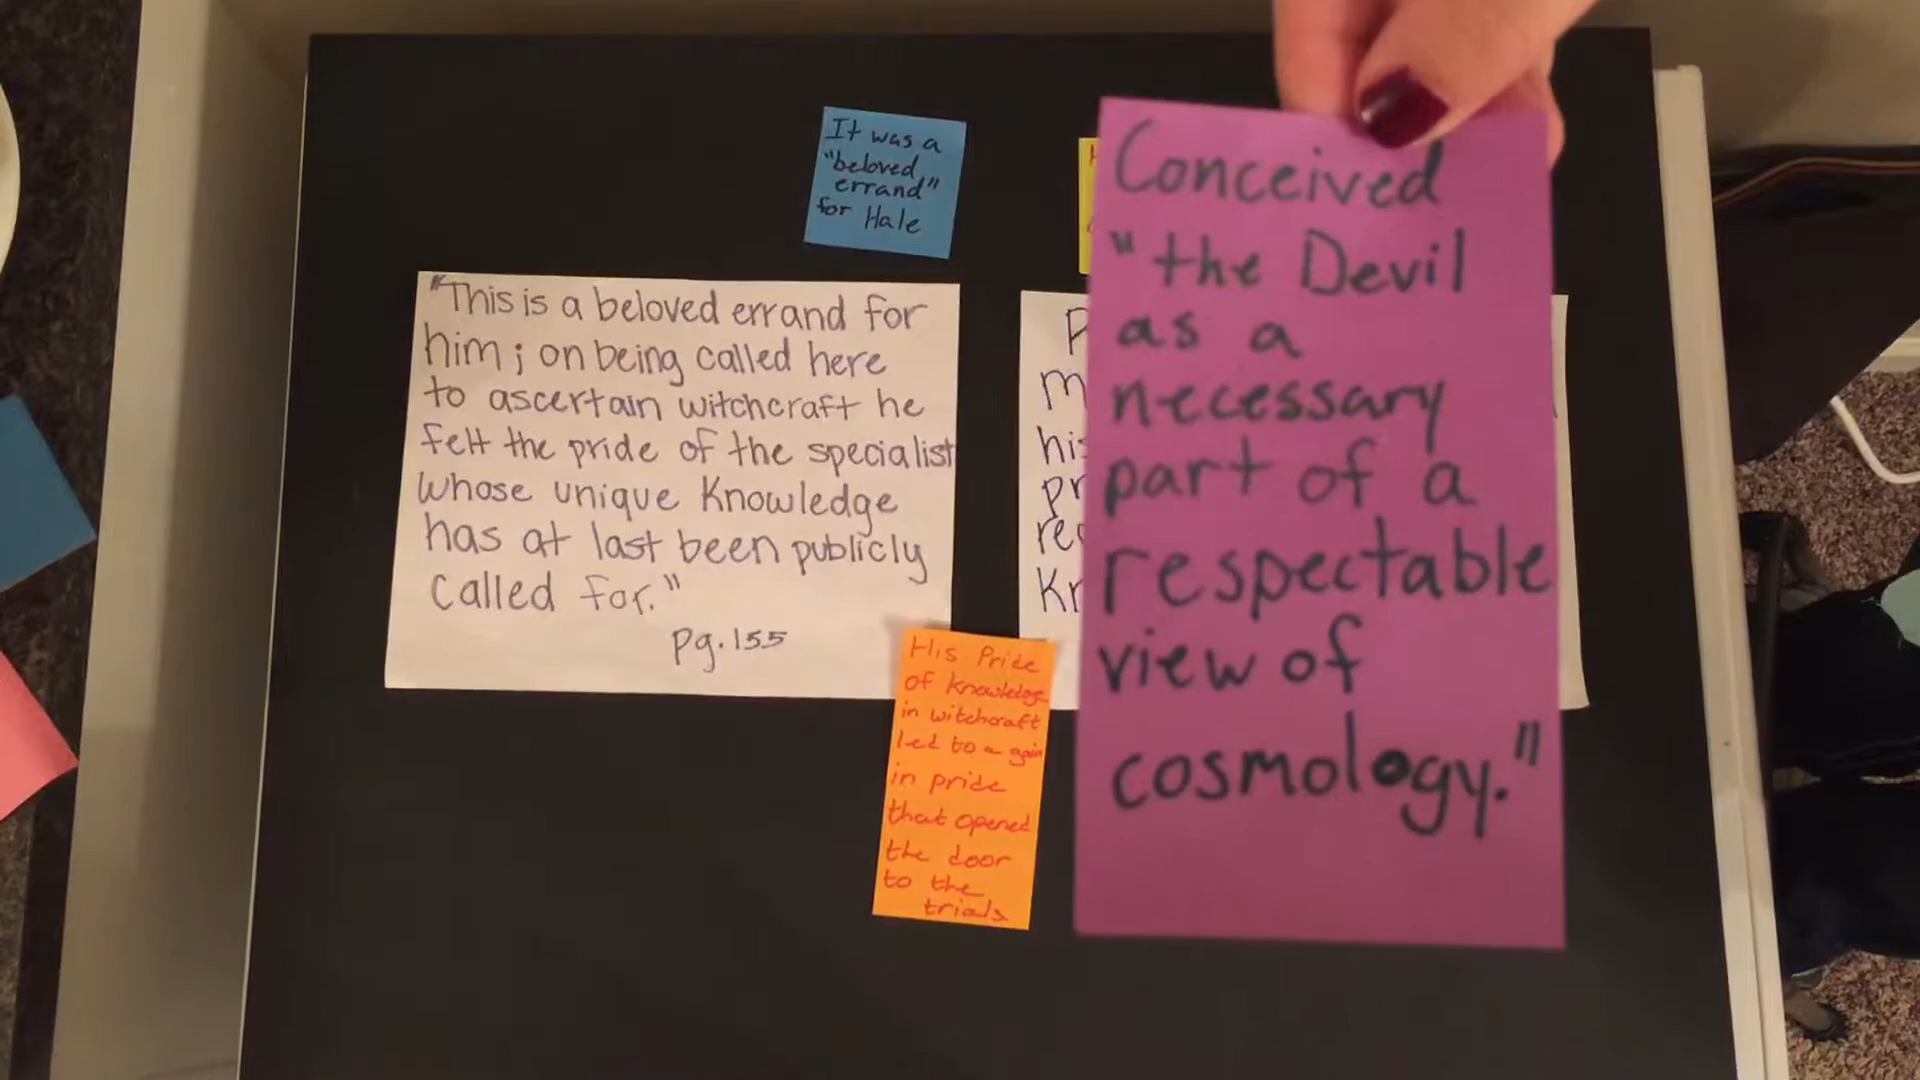 It was a
"beloved
errand"
for Hale
"This is a beloved errand for
him; on being called here
to ascertain witchcraft he
felt the pride of the specialist
whose unique Knowledge
has at last been publicly
called for."
pg. 155
His Pride
of knowledge
in witchcraft
led to a gain
in pride
that opened
the door
to the
trials
Conceived
"the Devil
as a
necessary
part of a
respectable
view of
cosmology."